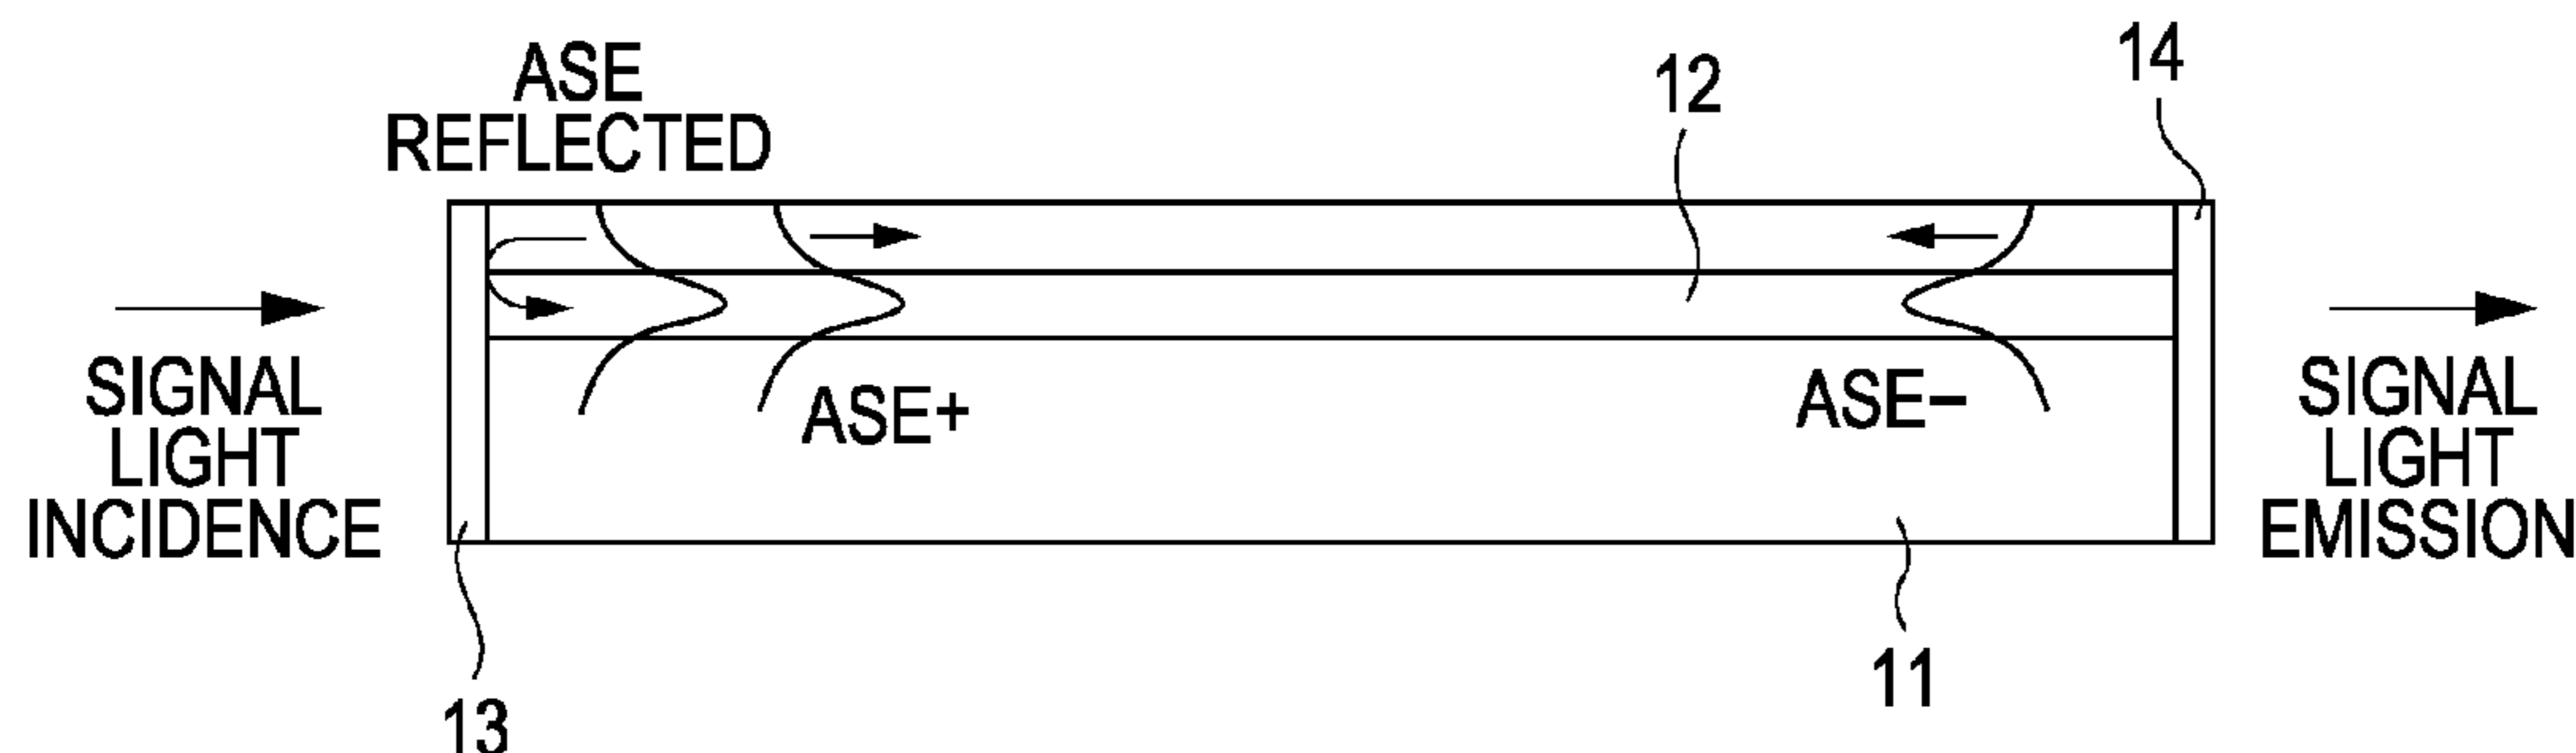 ASE
REFLECTED
12
14
SIGNAL
LIGHT
INCIDENCE
ASE+
ASE−
SIGNAL
LIGHT
EMISSION
13
11